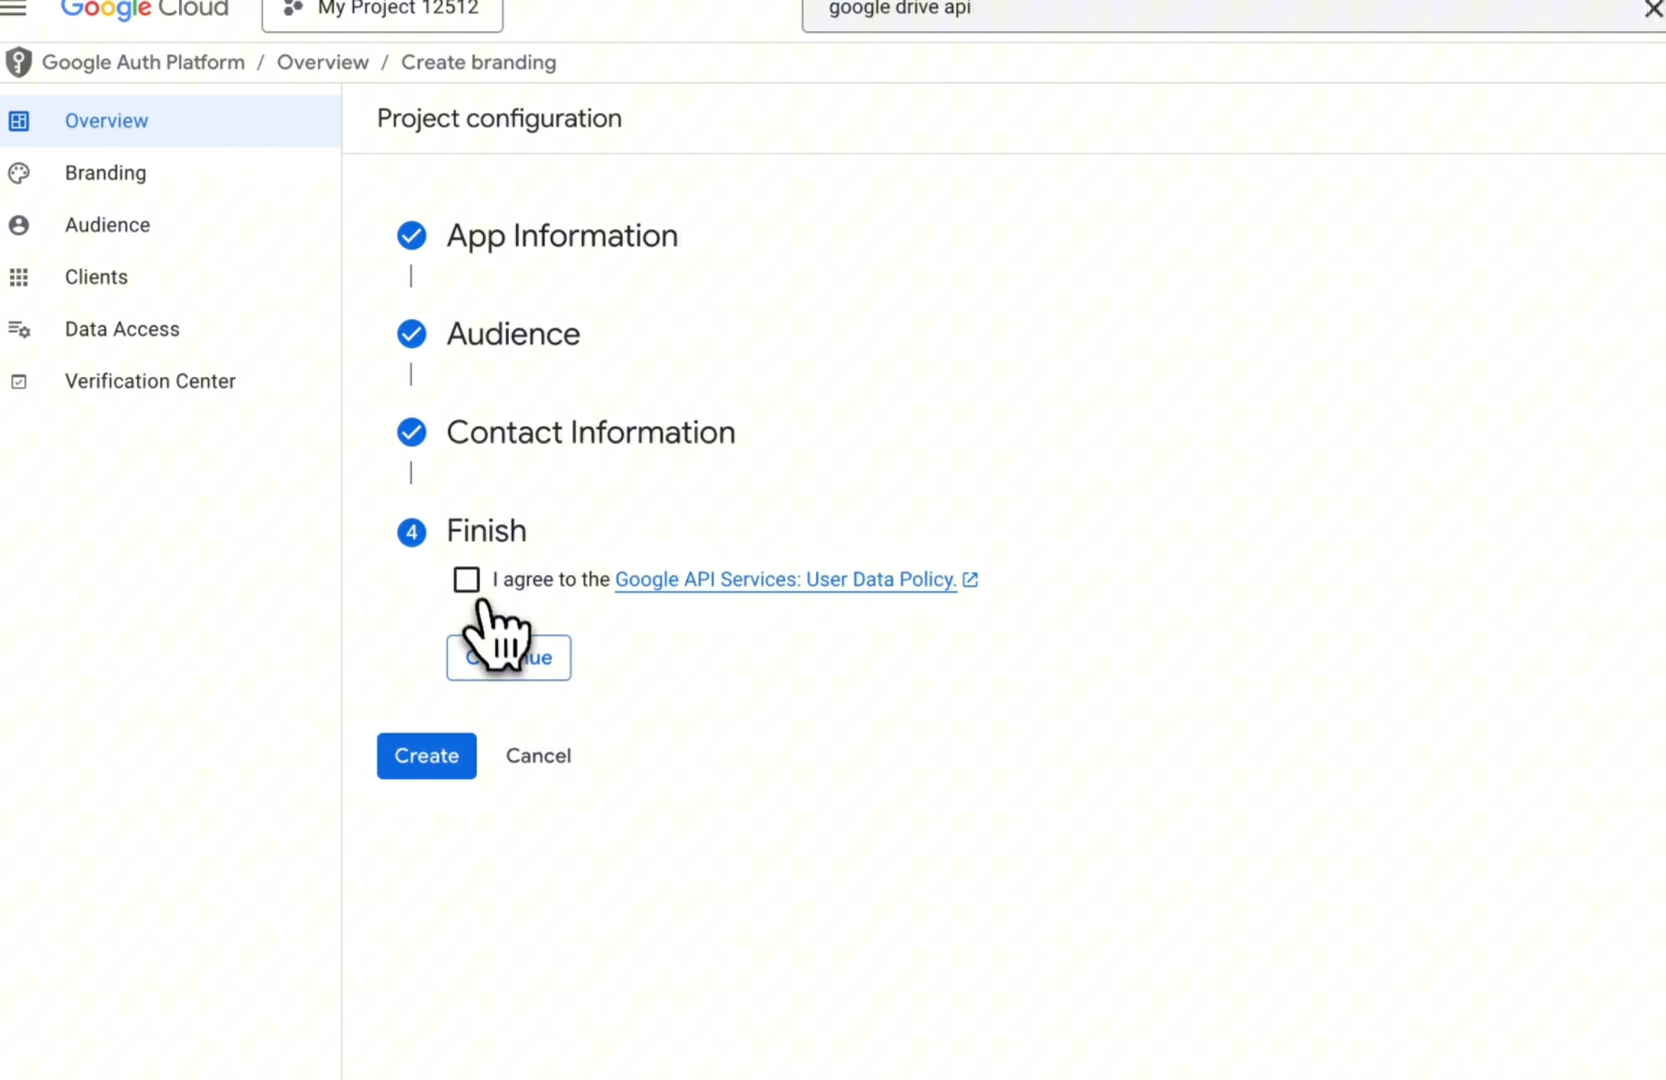 Google Cloud
My Project 12512
google drive api
Google Auth Platform / Overview / Create branding
Overview
Branding
Audience
Clients
Data Access
Verification Center
Project configuration
App Information
Audience
Contact Information
4 Finish
I agree to the Google API Services: User Data Policy.
Create Cancel